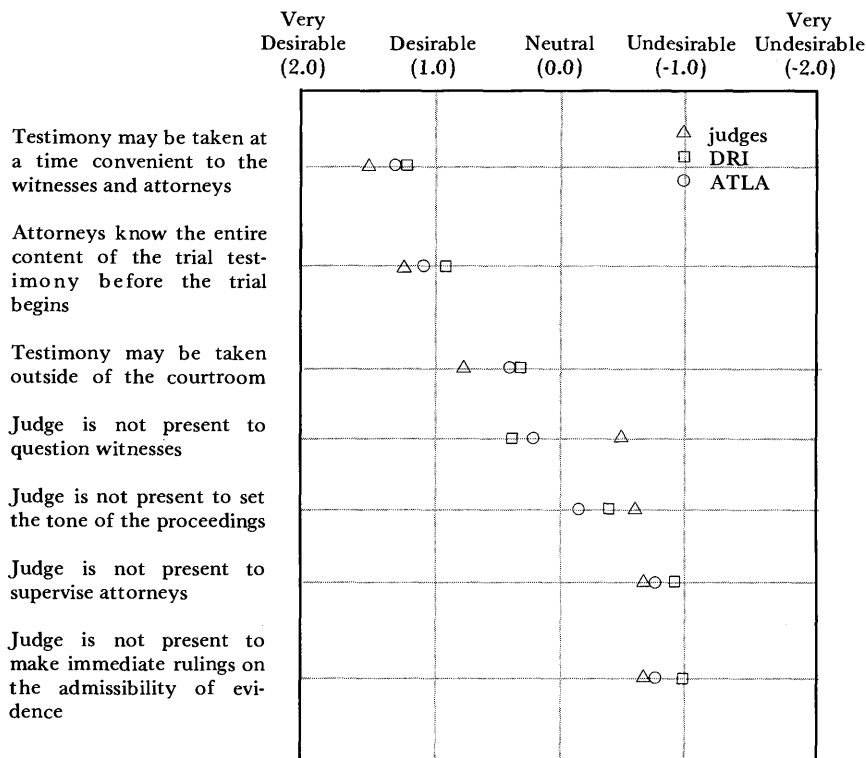 Very
Desirable
(2.0)
Desirable
(1.0)
Neutral
(0.0)
Undesirable
(-1.0)
Very
Undesirable
(-2.0)
judges
DRI
ATLA
Testimony may be taken at
a time convenient to the
witnesses and attorneys
Attorneys know the entire
content of the trial test-
imony before the trial
begins
Testimony may be taken
outside of the courtroom
Judge is not present to
question witnesses
Judge is not present to set
the tone of the proceedings
Judge is not present to
supervise attorneys
Judge is not present to
make immediate rulings on
the admissibility of evi-
dence